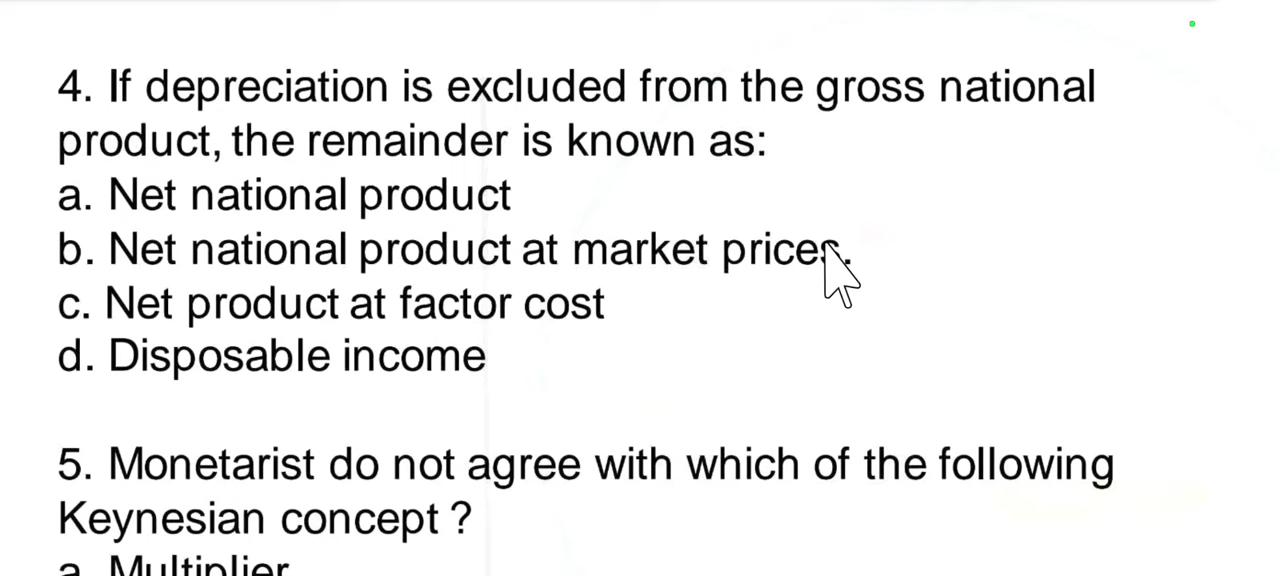 4. If depreciation is excluded from the gross national
product, the remainder is known as:
a. Net national product
b. Net national product at market prices.
c. Net product at factor cost
d. Disposable income
5. Monetarist do not agree with which of the following
Keynesian concept ?
a. Multiplier